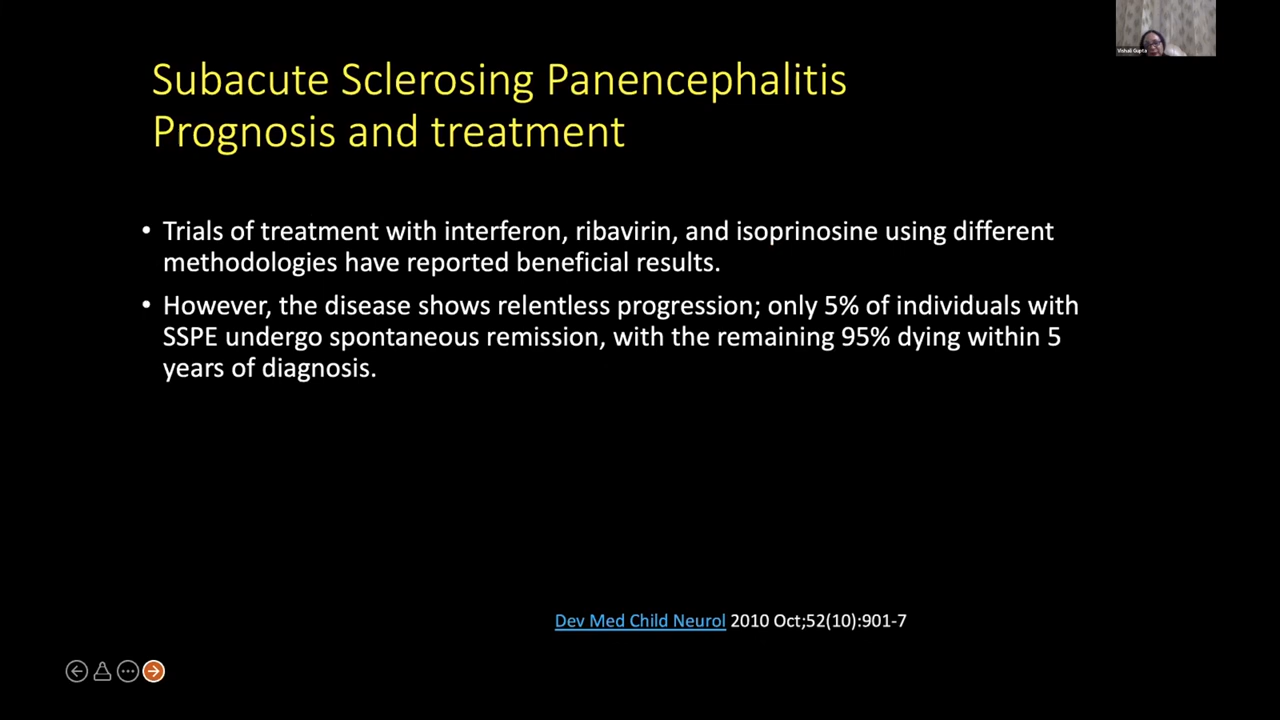 Vishali Gupta
Subacute Sclerosing Panencephalitis
Prognosis and treatment
• Trials of treatment with interferon, ribavirin, and isoprinosine using different
methodologies have reported beneficial results.
• However, the disease shows relentless progression; only 5% of individuals with
SSPE undergo spontaneous remission, with the remaining 95% dying within 5
years of diagnosis.
Dev Med Child Neurol 2010 Oct;52(10):901-7